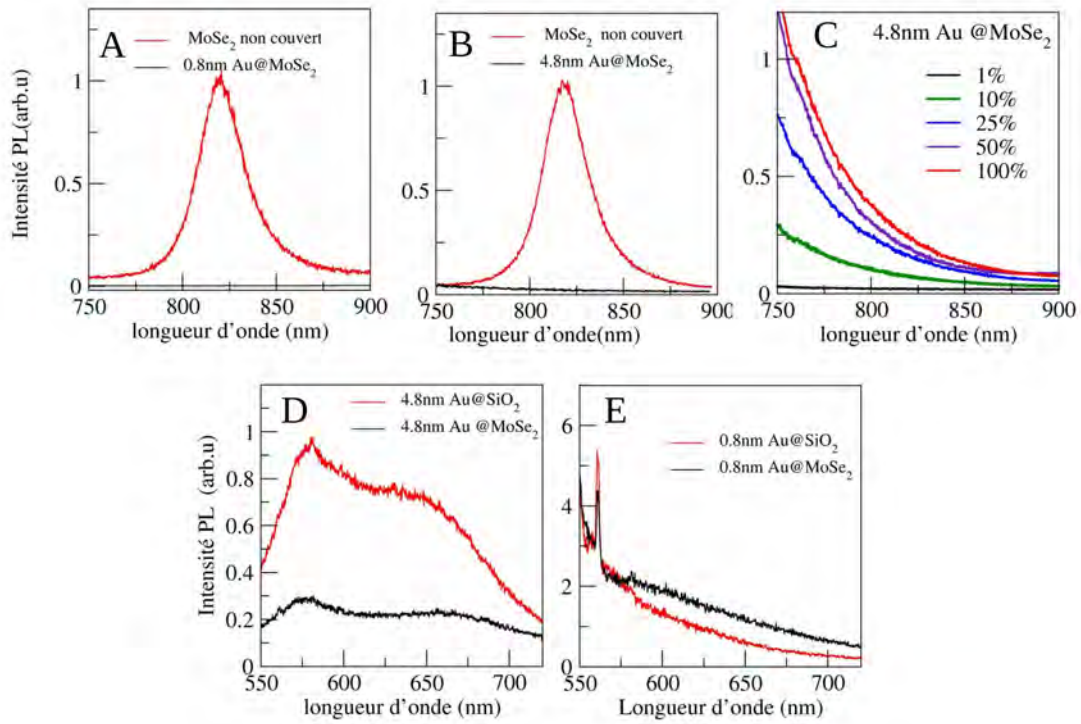 A
MoSe2 non couvert
0.8nm Au@MoSe2
Intensité PL(arb.u)
1
0.5
0
750
800
850
900
longueur d'onde (nm)
B
MoSe2 non couvert
4.8nm Au@MoSe2
1
0.5
0
750
800
850
900
longueur d'onde(nm)
C
4.8nm Au @MoSe2
1%
10%
25%
50%
100%
1
0.5
0
750
800
850
900
longueur d'onde (nm)
D
4.8nm Au@SiO2
4.8nm Au @MoSe2
Intensité PL (arb.u)
1
0.8
0.6
0.4
0.2
0
550
600
650
700
longueur d'onde (nm)
E
0.8nm Au@SiO2
0.8nm Au@MoSe2
6
4
2
0
550
600
650
700
Longueur d'onde (nm)